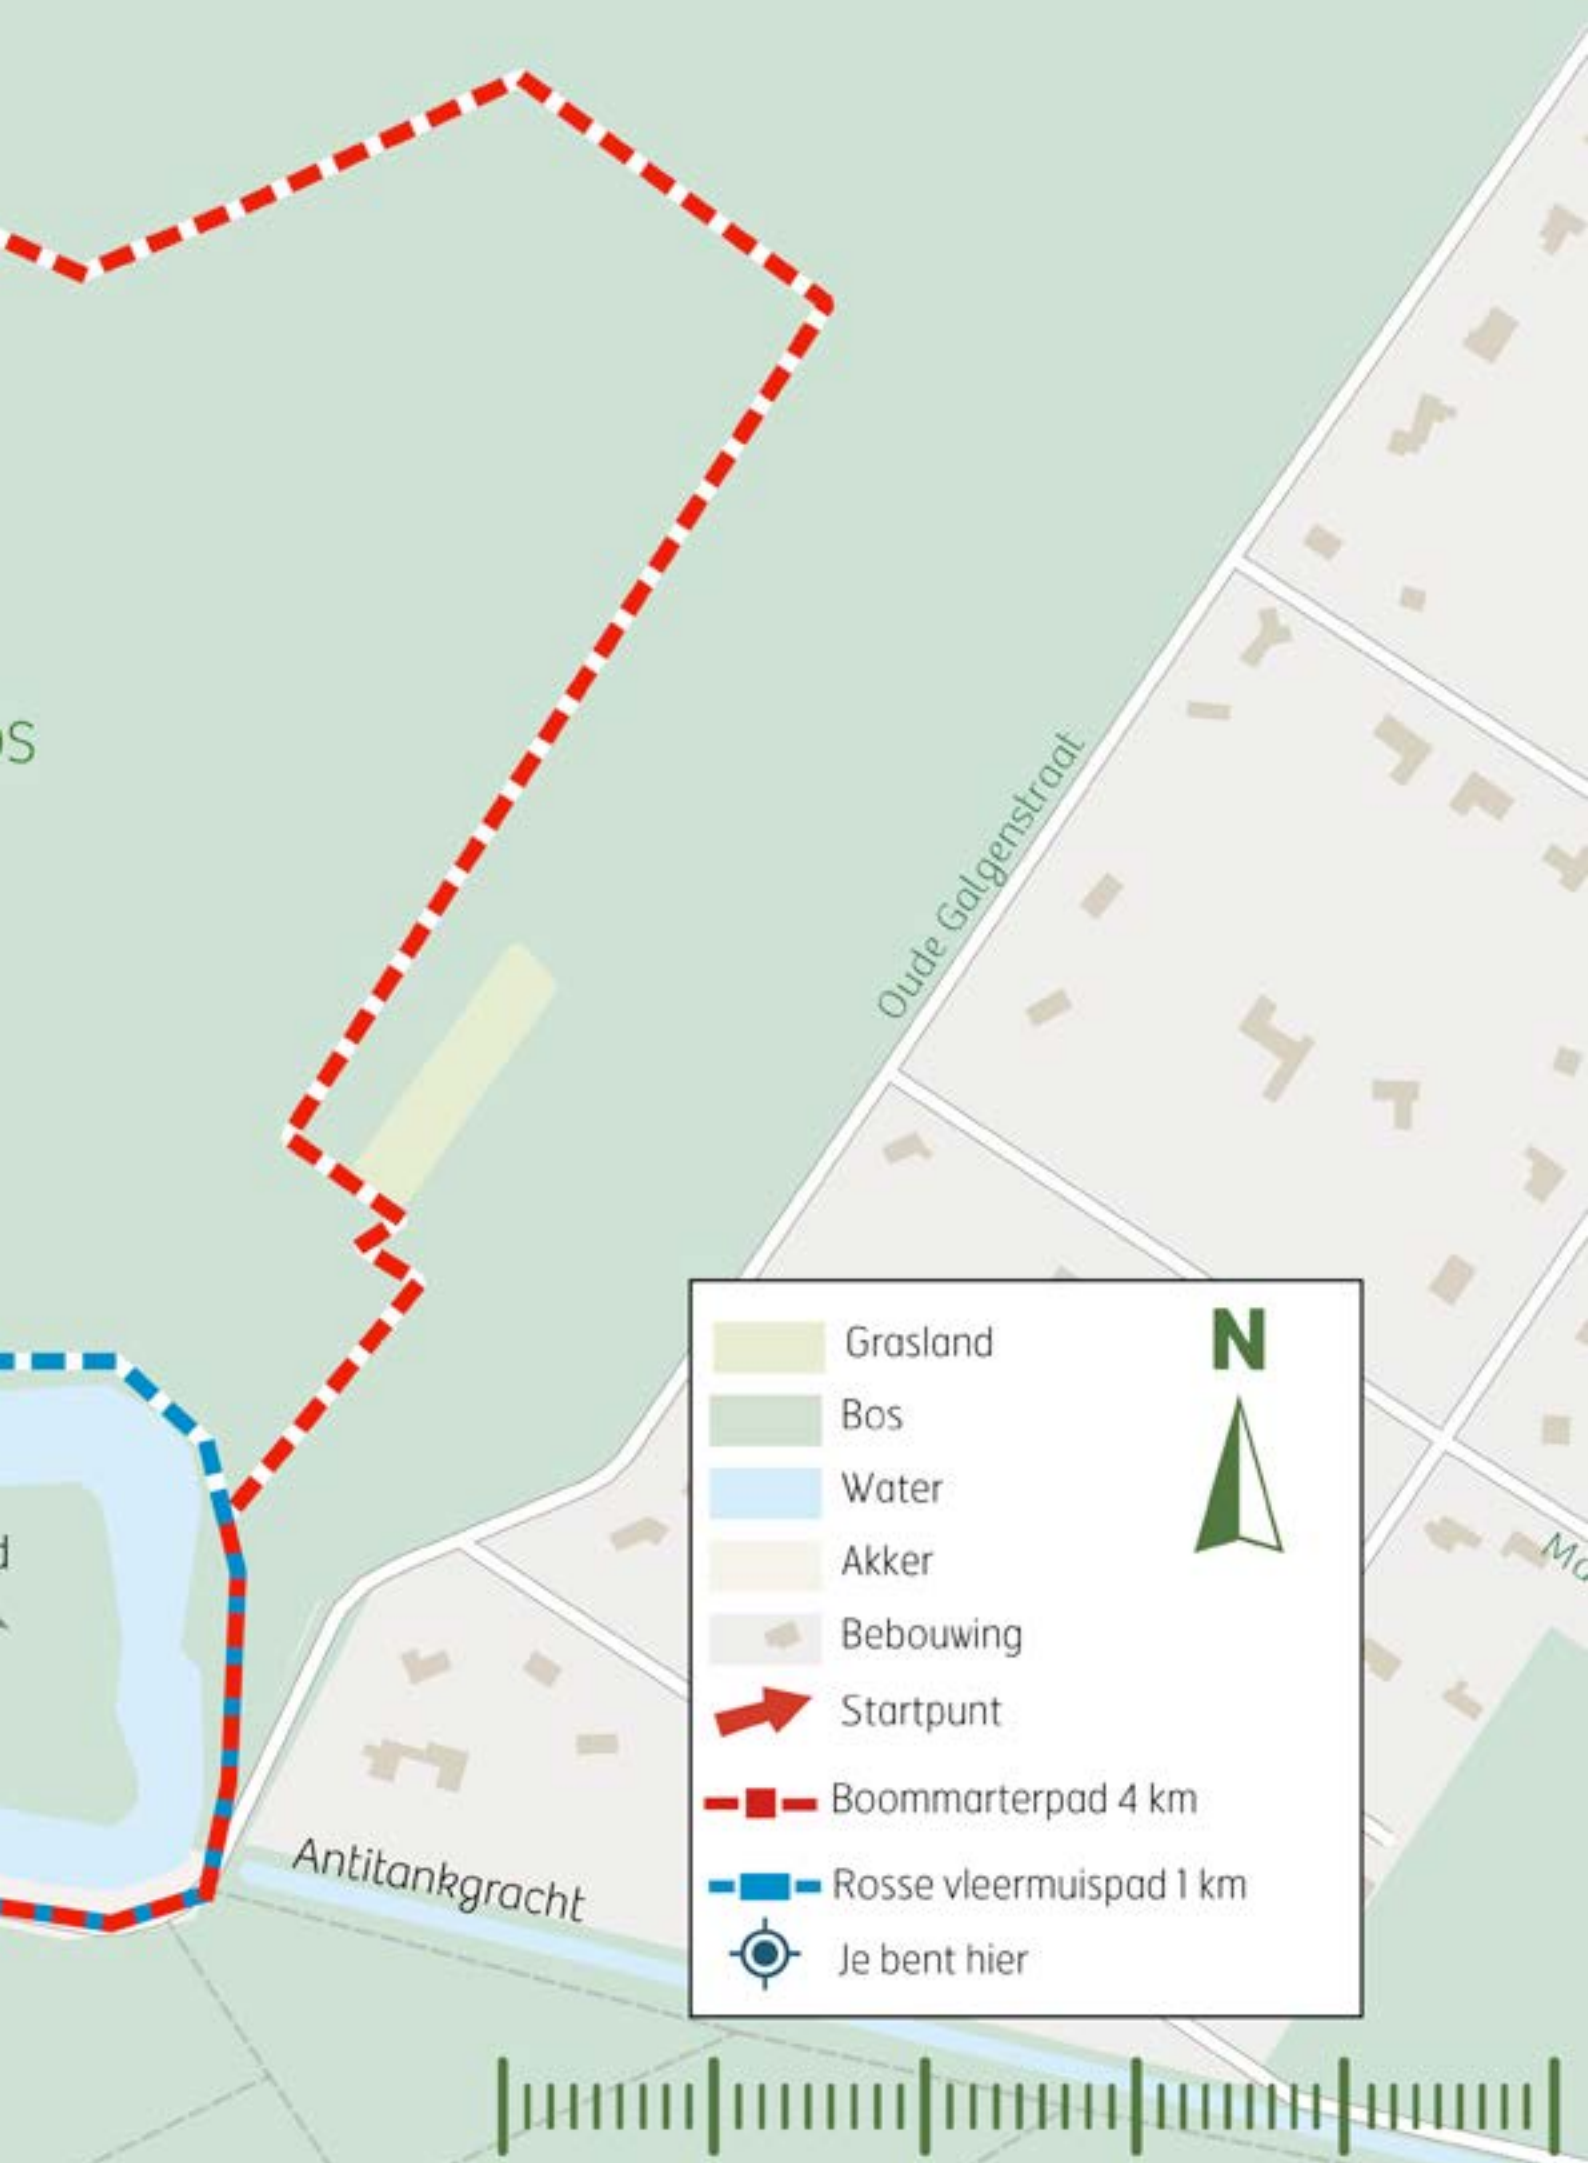 Oude Galgenstraat
N
Grasland
Bos
Water
Akker
Bebouwing
Startpunt
Boommarterpad 4 km
Rosse vleermuispad 1 km
Je bent hier
Antitankgracht